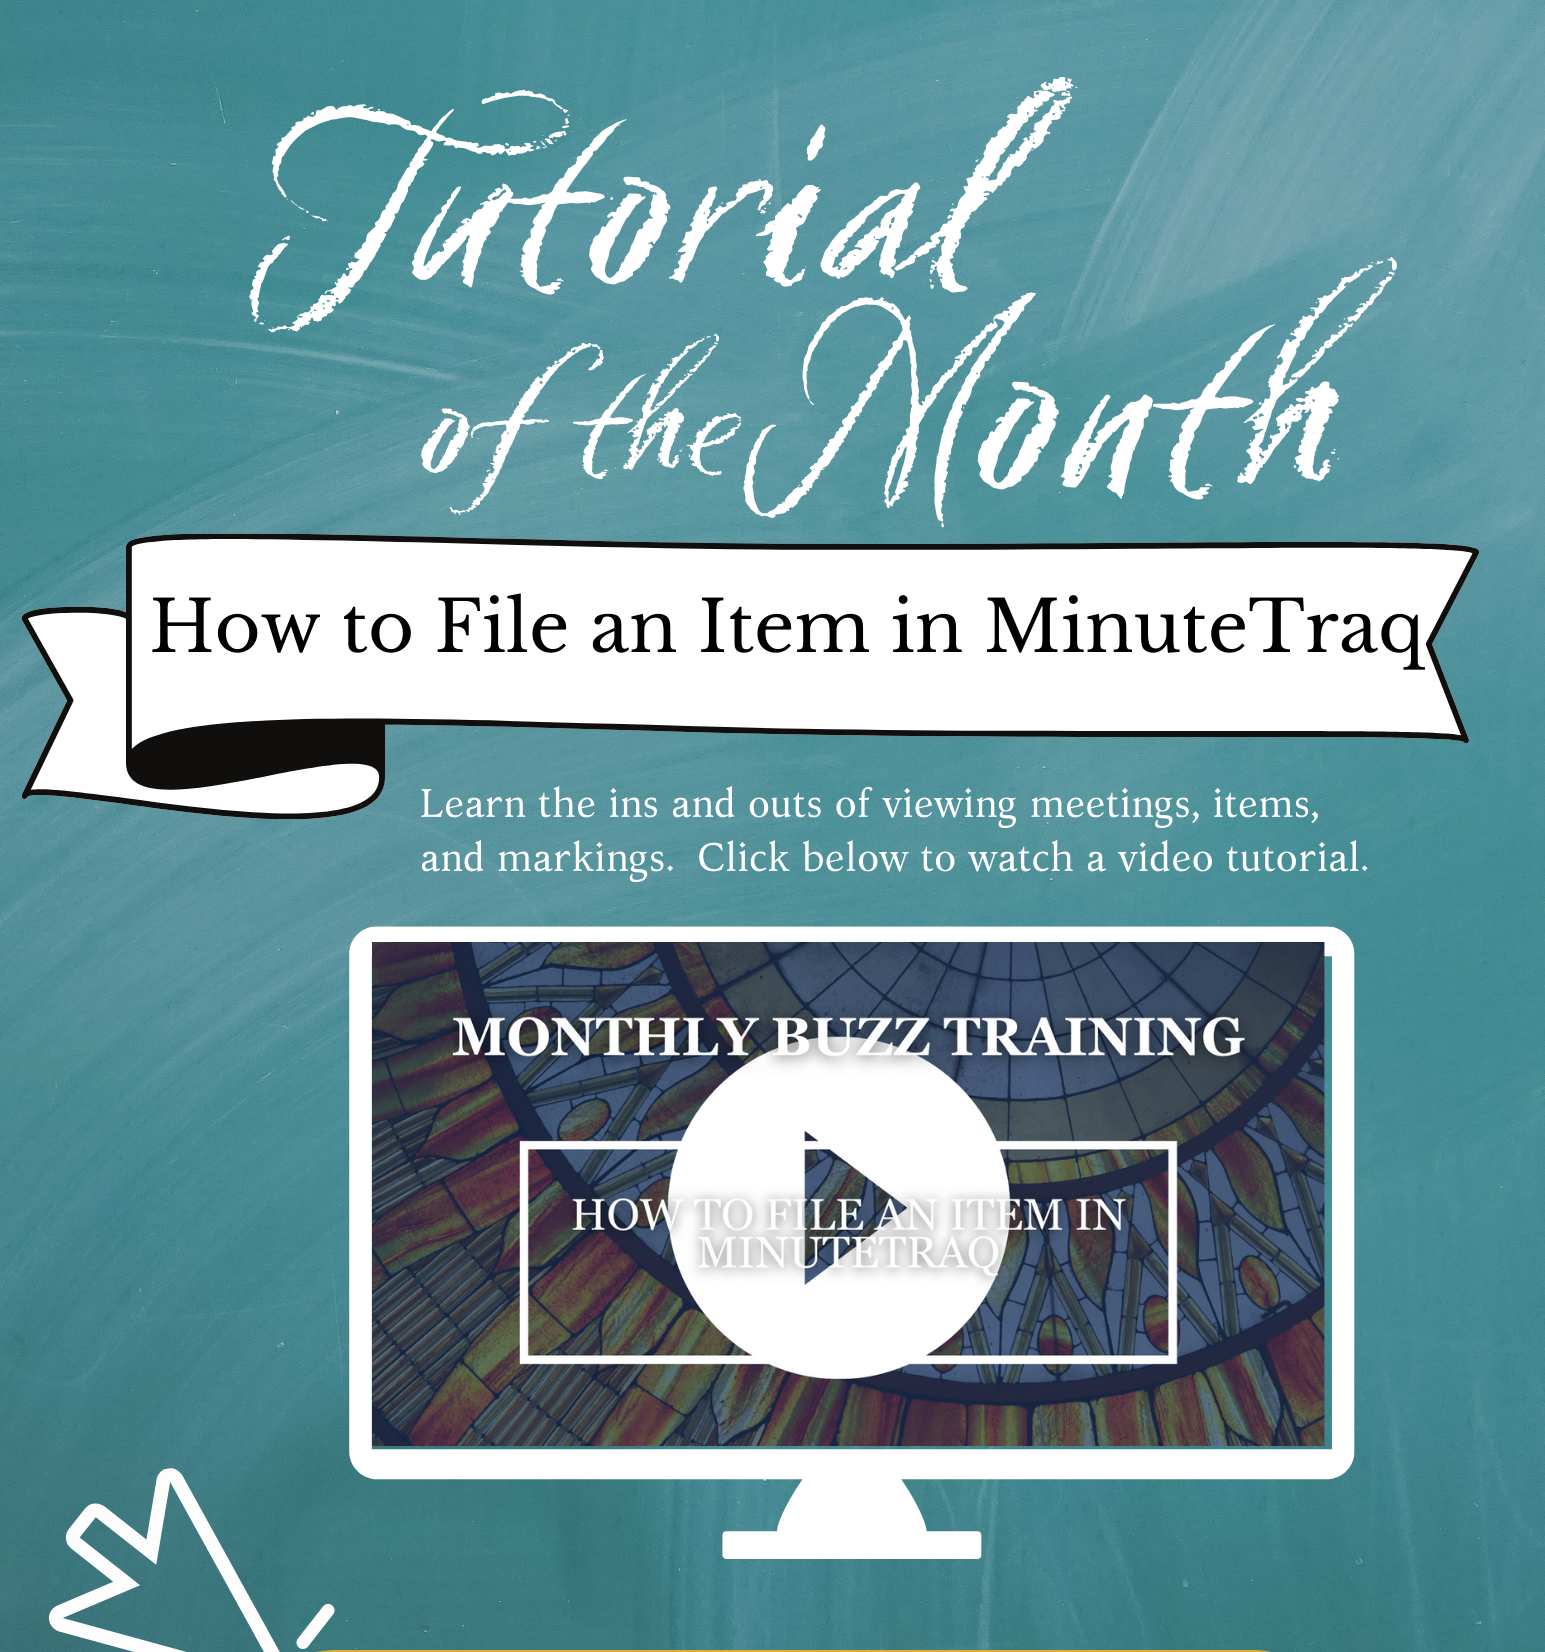 Tutorial
of the Month
How to File an Item in MinuteTraq
Learn the ins and outs of viewing meetings, items,
and markings.  Click below to watch a video tutorial.
MONTHLY BUZZ TRAINING
HOW TO FILE AN ITEM IN
MINUTETRAQ